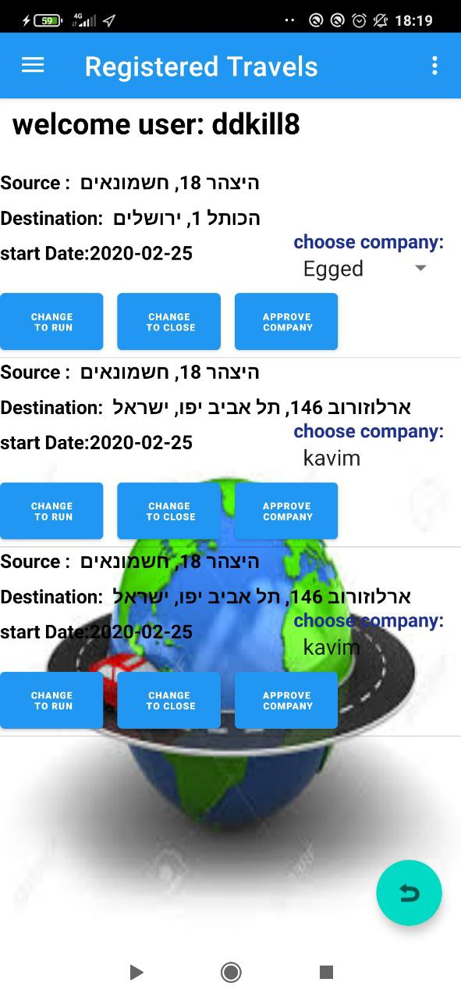 59
4G
18:19
Registered Travels
welcome user: ddkill8
Source : היצהר 18, חשמונאים
Destination: הכותל 1, ירושלים
start Date:2020-02-25
choose company:
Egged
CHANGE TO RUN
CHANGE TO CLOSE
APPROVE COMPANY
Source : היצהר 18, חשמונאים
Destination: ארלוזורוב 146, תל אביב יפו, ישראל
start Date:2020-02-25
choose company:
kavim
CHANGE TO RUN
CHANGE TO CLOSE
APPROVE COMPANY
Source : היצהר 18, חשמונאים
Destination: ארלוזורוב 146, תל אביב יפו, ישראל
start Date:2020-02-25
choose company:
kavim
CHANGE TO RUN
CHANGE TO CLOSE
APPROVE COMPANY